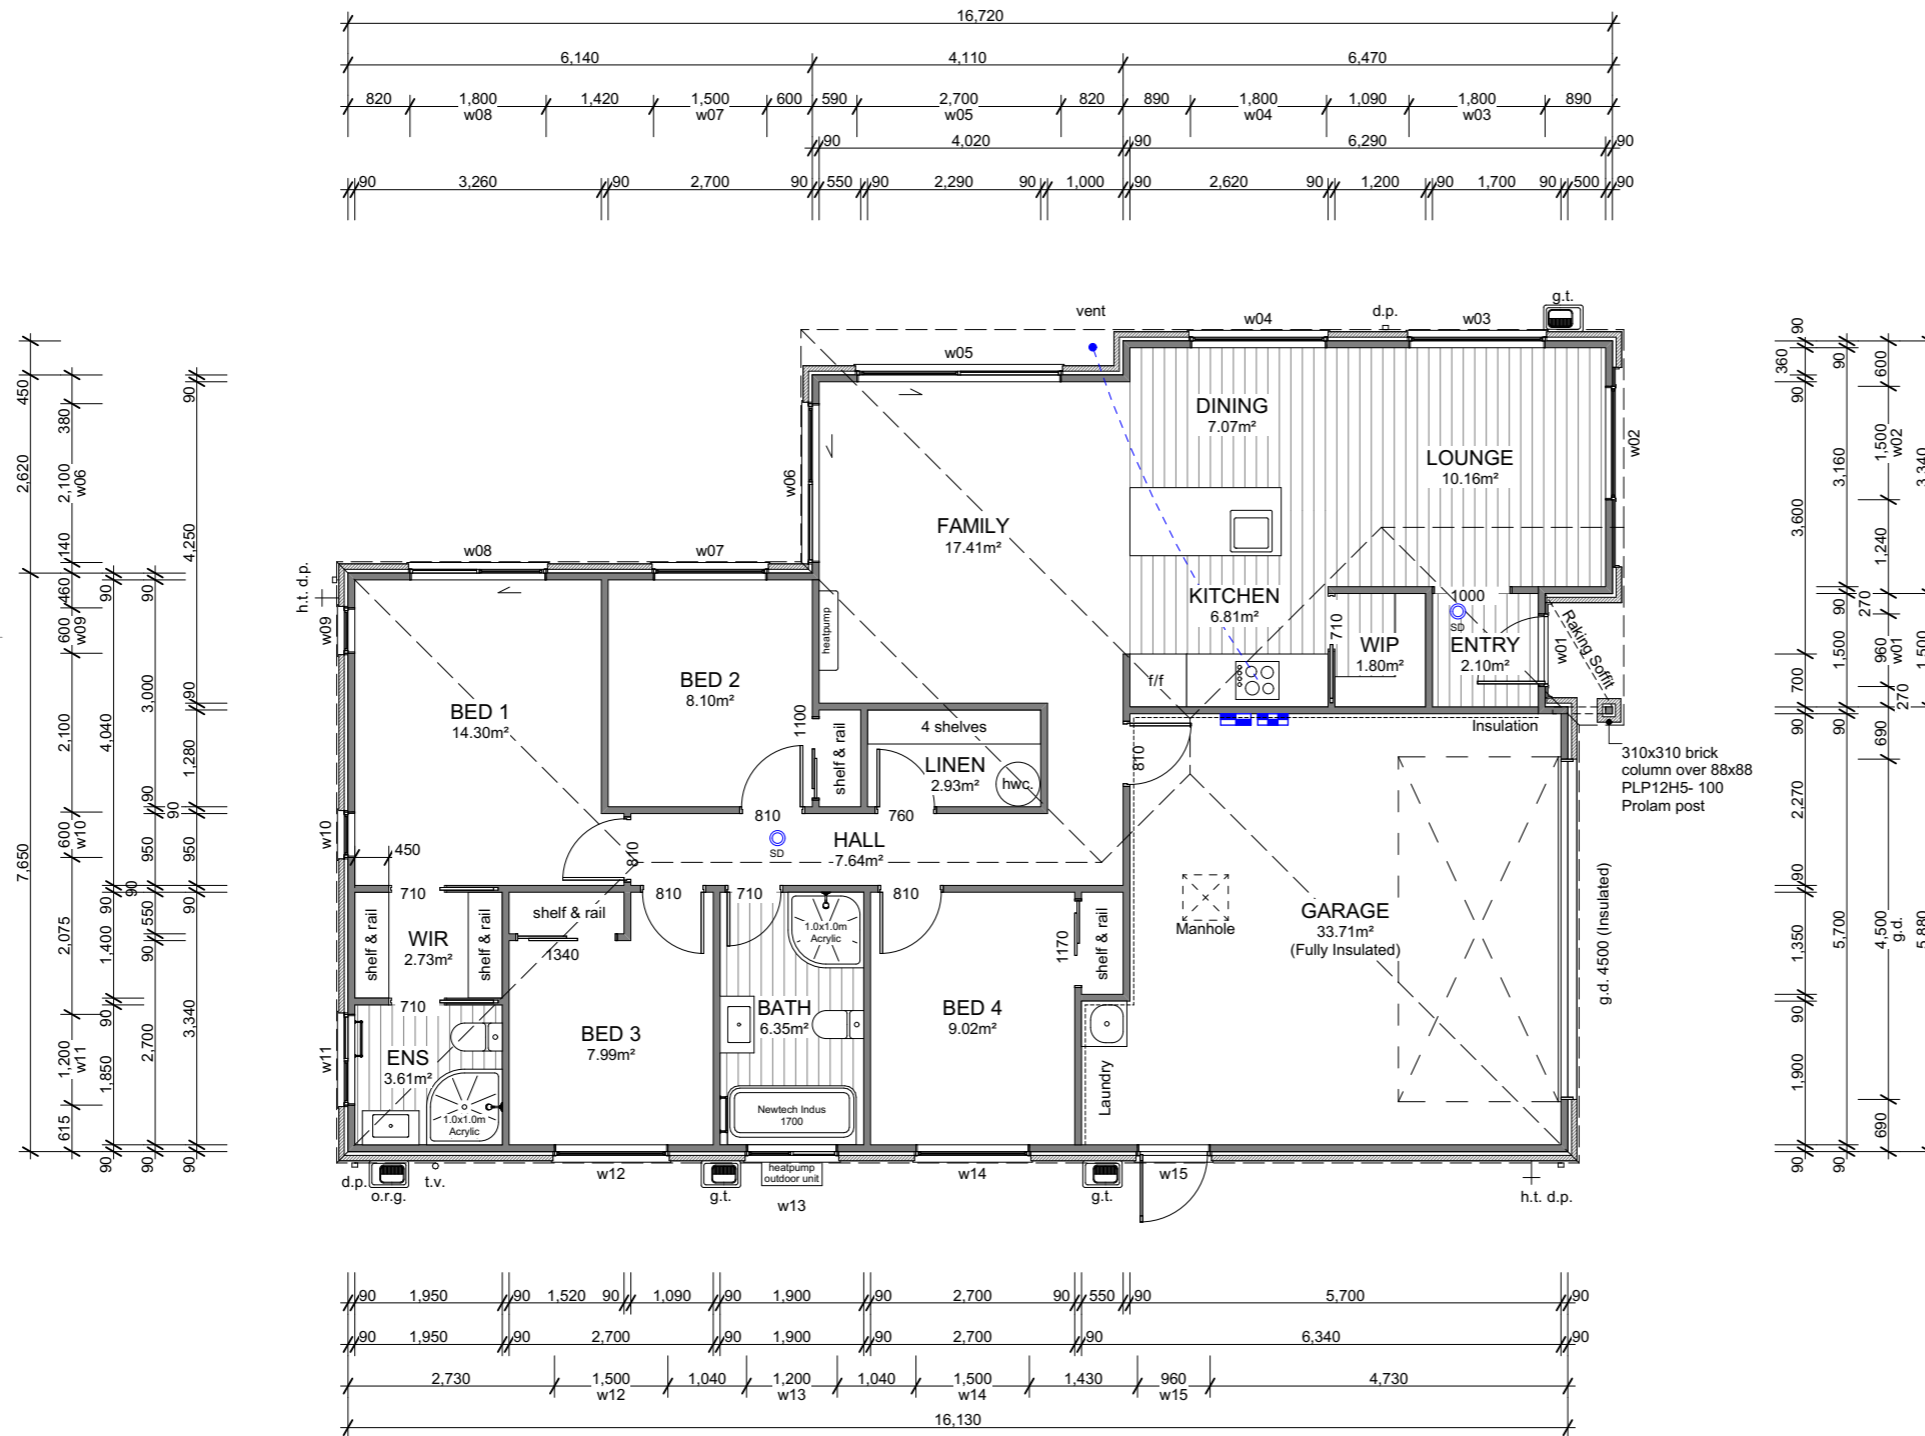 16,720
6,140 4,110 6,470
820 1,800 1,420 1,500 600 590 2,700 820 890 1,800 1,090 1,800 890
w08 w07 w05 w04 w03
90 4,020 90 6,290 90
90 3,260 90 2,700 90 550 90 2,290 90 1,000 90 2,620 90 1,200 90 1,700 90 500 90
vent
d.p.
g.t.
w05
w04
w03
w02
w06
DINING
7.07m²
LOUNGE
10.16m²
FAMILY
17.41m²
KITCHEN
6.81m²
WIP
1.80m²
710
1000
SD
ENTRY
2.10m²
w01
Raking Soffit
f/f
h.t. d.p.
w08
w07
w09
w10
w11
BED 1
14.30m²
BED 2
8.10m²
heatpump
1100
shelf & rail
4 shelves
LINEN
2.93m²
hwc.
810
760
810
Insulation
310x310 brick
column over 88x88
PLP12H5- 100
Prolam post
HALL
7.64m²
SD
810
450
710
810
710
810
shelf & rail
WIR
2.73m²
shelf & rail
shelf & rail
1340
1.0x1.0m
Acrylic
1170
shelf & rail
Manhole
GARAGE
33.71m²
(Fully Insulated)
g.d. 4500 (Insulated)
710
ENS
3.61m²
1.0x1.0m
Acrylic
BED 3
7.99m²
BATH
6.35m²
Newtech Indus
1700
BED 4
9.02m²
Laundry
d.p.
o.r.g.
t.v.
w12
g.t.
heatpump
outdoor unit
w13
w14
g.t.
w15
h.t. d.p.
450 2,620 7,650
380 2,100 140 460 600 2,100 600 2,075 1,200 615
w06 w09 w10 w11
90 4,040 90 90 1,400 90 1,850 90
90 3,000 90 90 950 550 90 2,700 90
90 4,250 90 1,280 90 950 90 3,340 90
90 360 90 3,600 700 90 2,270 90 1,350 90 1,900 90
90 3,160 90 1,500 90 5,700 90
600 1,500 1,240 270 960 270 690 4,500 690
w02 w01 g.d.
3,340 1,500 5,880
90 1,950 90 1,520 90 1,090 90 1,900 90 2,700 90 550 90 5,700 90
90 1,950 90 2,700 90 1,900 90 2,700 90 6,340 90
2,730 1,500 1,040 1,200 1,040 1,500 1,430 960 4,730
w12 w13 w14 w15
16,130